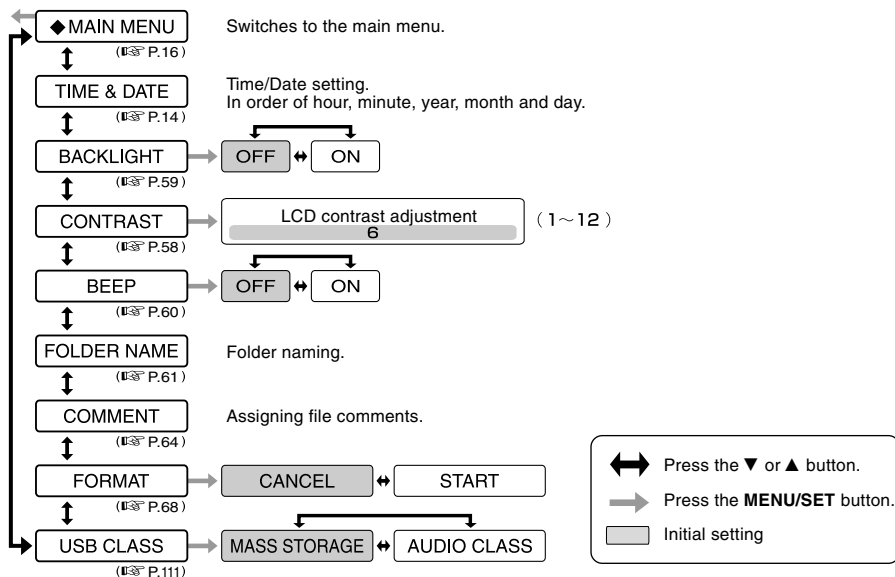 ◆MAIN MENU
Switches to the main menu.
(☞ P.16)
TIME & DATE
Time/Date setting.
In order of hour, minute, year, month and day.
(☞ P.14)
BACKLIGHT
OFF
ON
(☞ P.59)
CONTRAST
LCD contrast adjustment
6
(1~12)
(☞ P.58)
BEEP
OFF
ON
(☞ P.60)
FOLDER NAME
Folder naming.
(☞ P.61)
COMMENT
Assigning file comments.
(☞ P.64)
FORMAT
CANCEL
START
(☞ P.68)
USB CLASS
MASS STORAGE
AUDIO CLASS
(☞ P.111)
Press the ▼ or ▲ button.
Press the MENU/SET button.
Initial setting